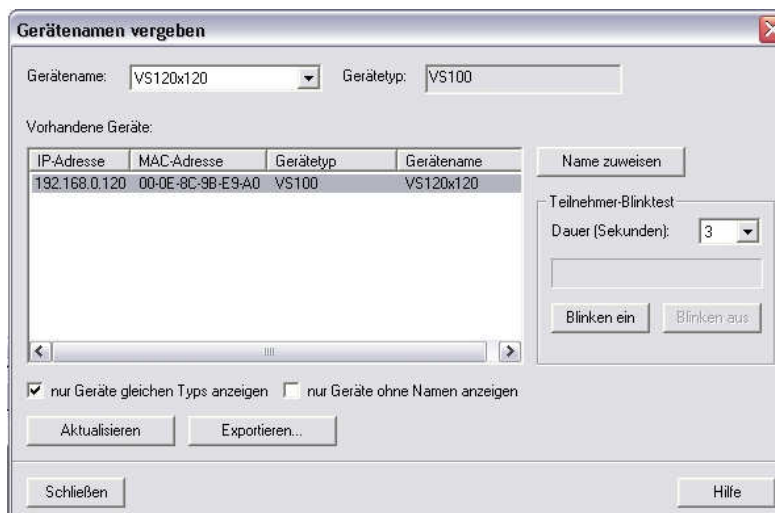 Gerätenamen vergeben
Gerätename: VS120x120 Gerätetyp: VS100
Vorhandene Geräte:
IP-Adresse MAC-Adresse Gerätetyp Gerätename
192.168.0.120 00-0E-8C-9B-E9-A0 VS100 VS120x120
Name zuweisen
Teilnehmer-Blinktest
Dauer (Sekunden): 3
Blinken ein Blinken aus
nur Geräte gleichen Typs anzeigen nur Geräte ohne Namen anzeigen
Aktualisieren Exportieren...
Schließen Hilfe